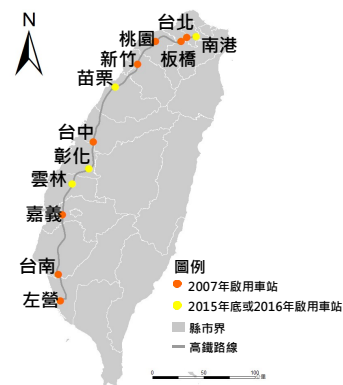 N
台北
桃園
南港
新竹
板橋
苗栗
台中
彰化
雲林
嘉義
台南
左營
圖例
2007年啟用車站
2015年底或2016年啟用車站
縣市界
高鐵路線
0 50 100